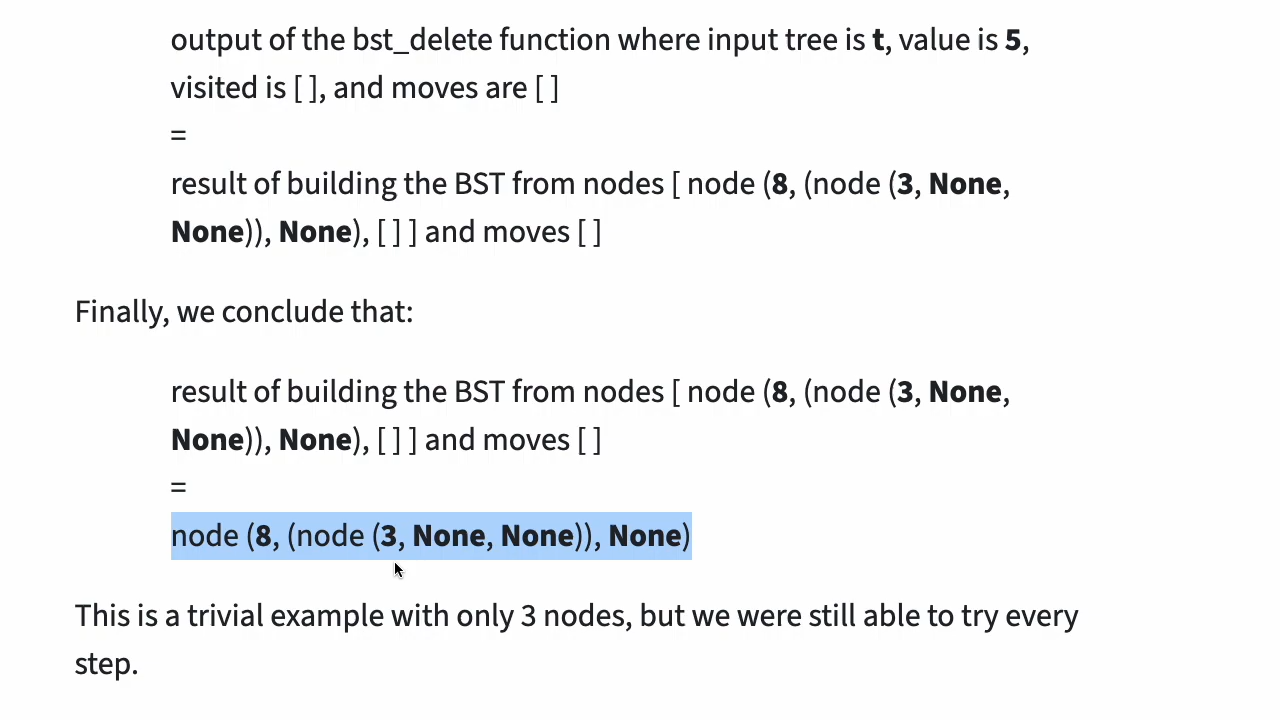 output of the bst_delete function where input tree is t, value is 5,
visited is [ ], and moves are [ ]
=
result of building the BST from nodes [ node (8, (node (3, None,
None)), None), [ ] ] and moves [ ]
Finally, we conclude that:
result of building the BST from nodes [ node (8, (node (3, None,
None)), None), [ ] ] and moves [ ]
=
node (8, (node (3, None, None)), None)
This is a trivial example with only 3 nodes, but we were still able to try every
step.